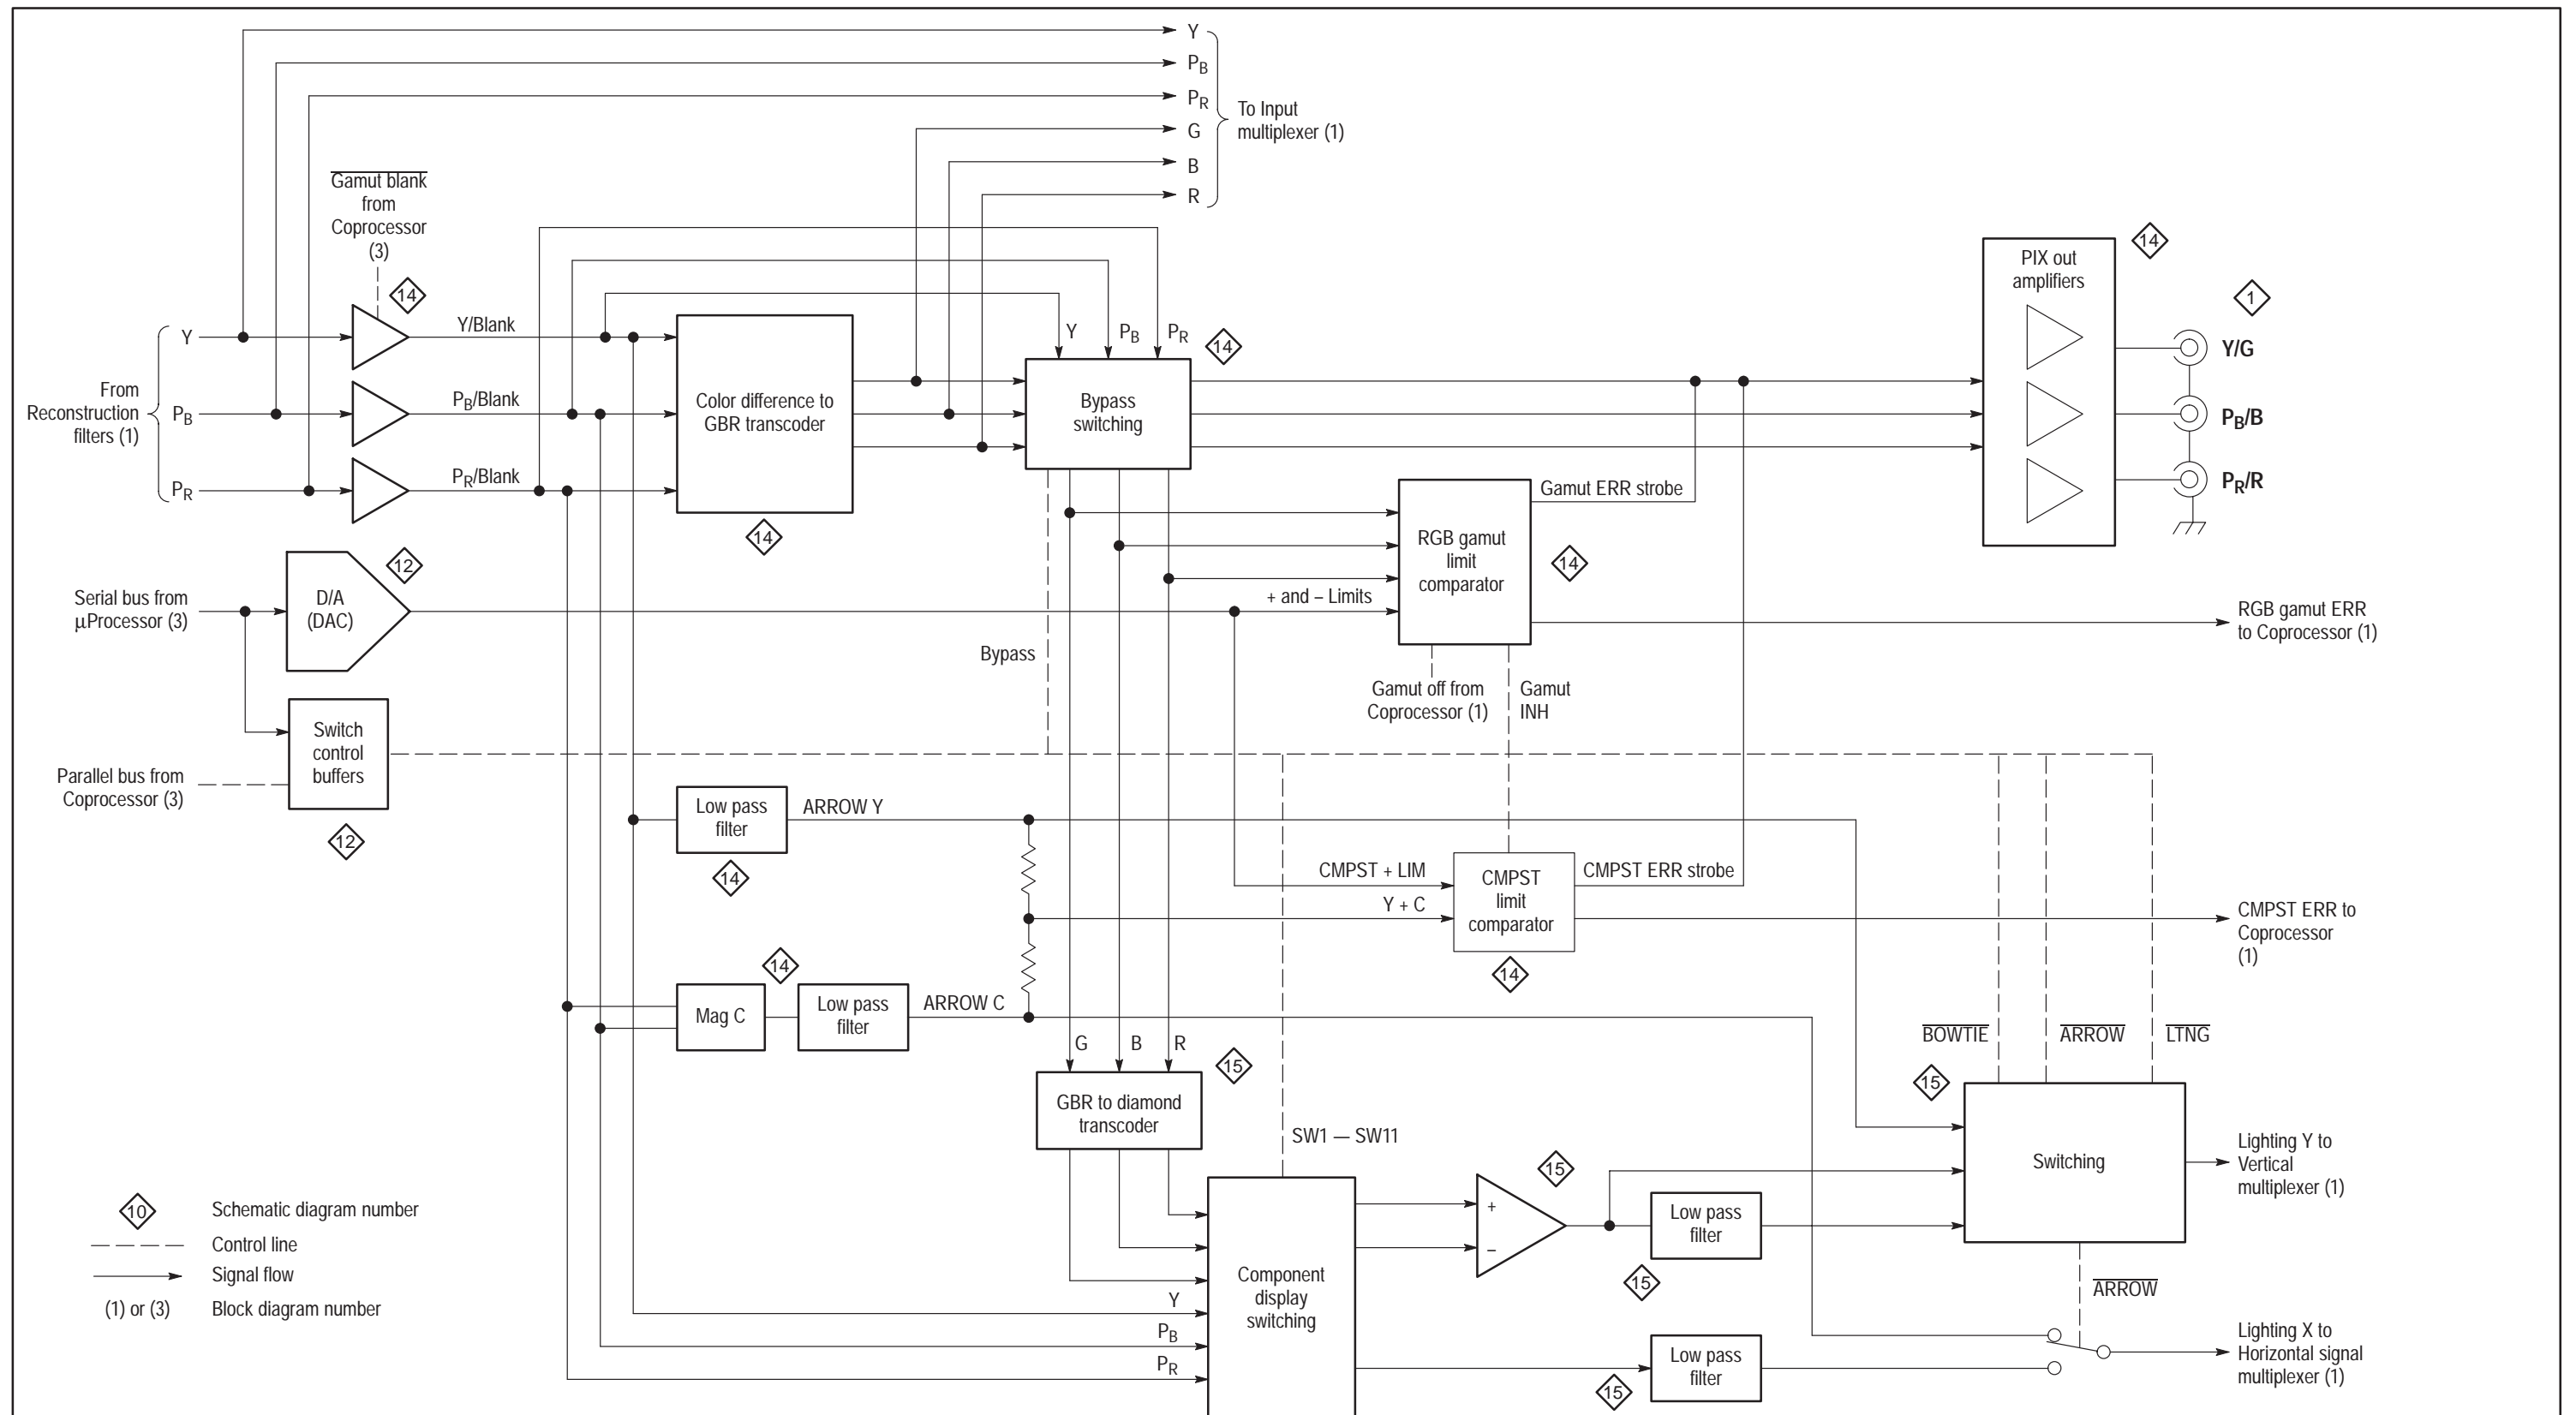 Y
PB
PR
G
B
R
To Input
multiplexer (1)
Gamut blank
from
Coprocessor
(3)
14
From
Reconstruction
filters (1)
Y
PB
PR
Y/Blank
PB/Blank
PR/Blank
Color difference to
GBR transcoder
14
Y
PB
PR
14
Bypass
switching
PIX out
amplifiers
14
1
Y/G
PB/B
PR/R
Gamut ERR strobe
RGB gamut
limit
comparator
14
+ and – Limits
RGB gamut ERR
to Coprocessor (1)
Serial bus from
µProcessor (3)
D/A
(DAC)
12
Bypass
Gamut off from
Coprocessor (1)
Gamut
INH
Switch
control
buffers
Parallel bus from
Coprocessor (3)
12
Low pass
filter
ARROW Y
14
CMPST + LIM
Y + C
CMPST
limit
comparator
CMPST ERR strobe
14
CMPST ERR to
Coprocessor
(1)
Mag C
14
Low pass
filter
ARROW C
G
B
R
15
GBR to diamond
transcoder
SW1 — SW11
BOWTIE
ARROW
LTNG
15
Switching
Lighting Y to
Vertical
multiplexer (1)
+
–
15
Low pass
filter
15
Component
display
switching
Y
PB
PR
ARROW
Low pass
filter
15
Lighting X to
Horizontal signal
multiplexer (1)
10
Schematic diagram number
Control line
Signal flow
(1) or (3)
Block diagram number